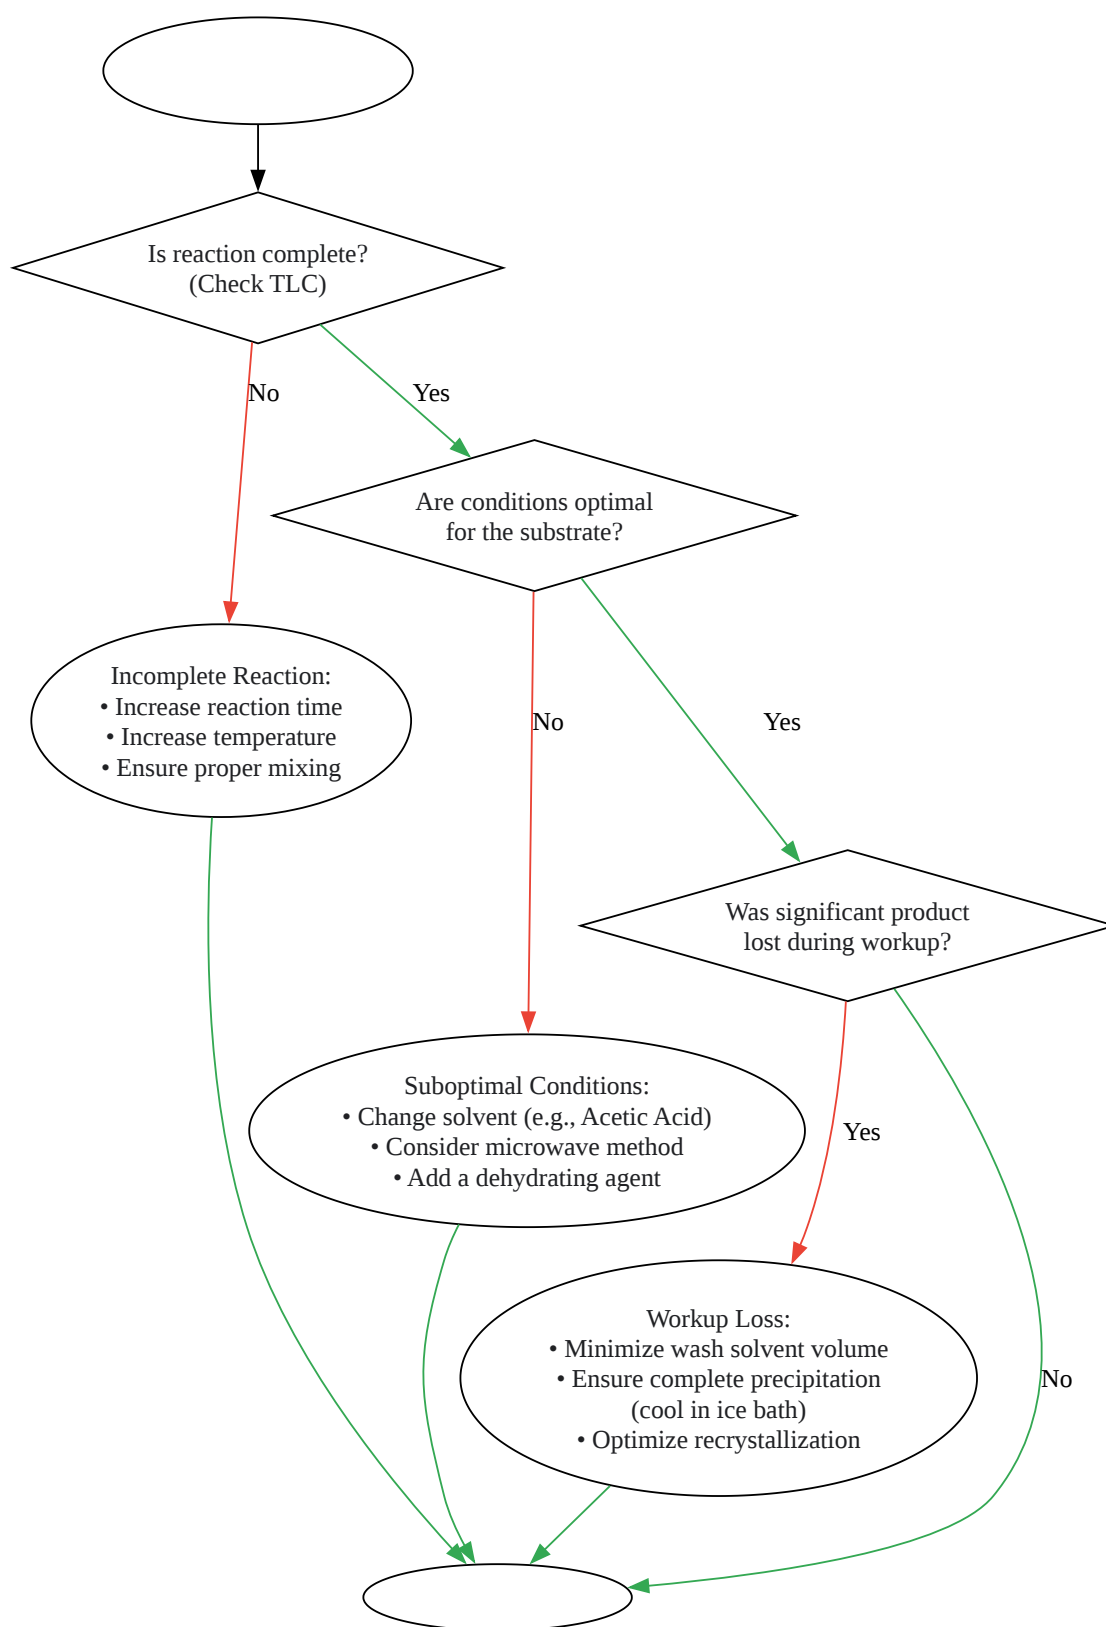 Is reaction complete?
(Check TLC)
No
Yes
Are conditions optimal
for the substrate?
Incomplete Reaction:
• Increase reaction time
• Increase temperature
• Ensure proper mixing
No
Yes
Was significant product
lost during workup?
Suboptimal Conditions:
• Change solvent (e.g., Acetic Acid)
• Consider microwave method
• Add a dehydrating agent
Yes
Workup Loss:
• Minimize wash solvent volume
• Ensure complete precipitation
(cool in ice bath)
• Optimize recrystallization
No